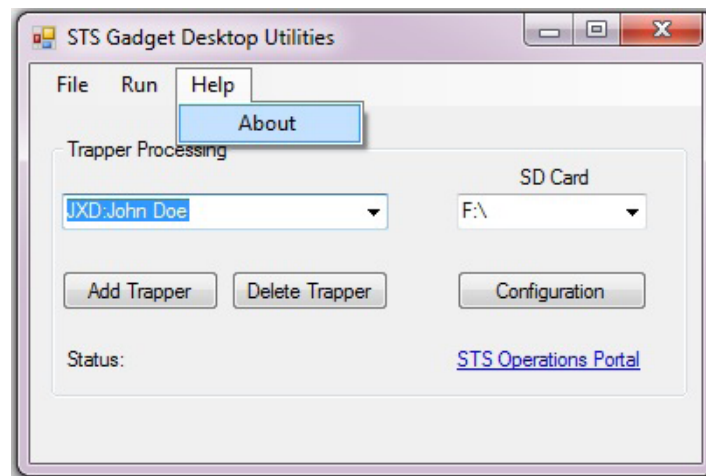 STS Gadget Desktop Utilities
File Run Help
About
Trapper Processing
SD Card
JXD:John Doe F:\
Add Trapper Delete Trapper Configuration
Status: STS Operations Portal